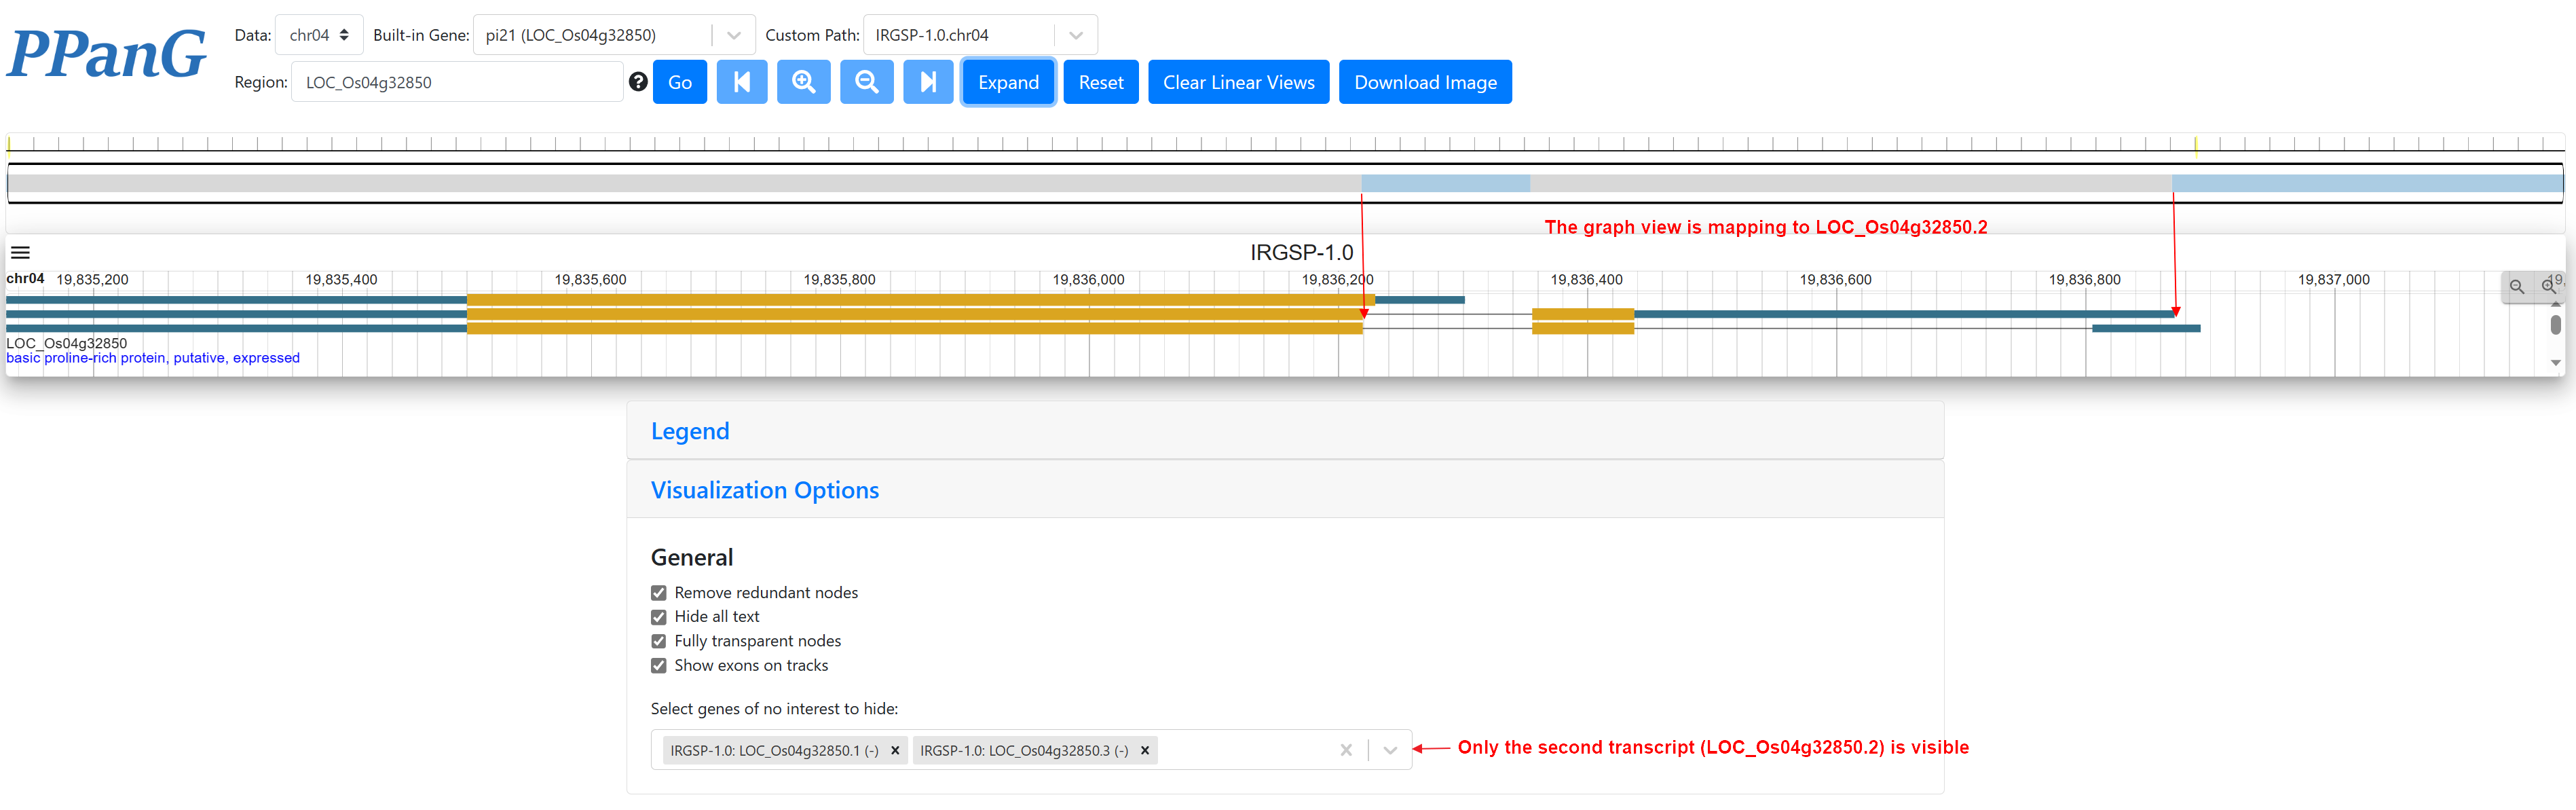 PPanG
Data: chr04 Built-in Gene: pi21 (LOC_Os04g32850) Custom Path: IRGSP-1.0.chr04
Region: LOC_Os04g32850 Go Expand Reset Clear Linear Views Download Image
The graph view is mapping to LOC_Os04g32850.2
IRGSP-1.0
chr04 19,835,200 19,835,400 19,835,600 19,835,800 19,836,000 19,836,200 19,836,400 19,836,600 19,836,800 19,837,000
LOC_Os04g32850
basic proline-rich protein, putative, expressed
Legend
Visualization Options
General
Remove redundant nodes
Hide all text
Fully transparent nodes
Show exons on tracks
Select genes of no interest to hide:
IRGSP-1.0: LOC_Os04g32850.1 (-) IRGSP-1.0: LOC_Os04g32850.3 (-) Only the second transcript (LOC_Os04g32850.2) is visible